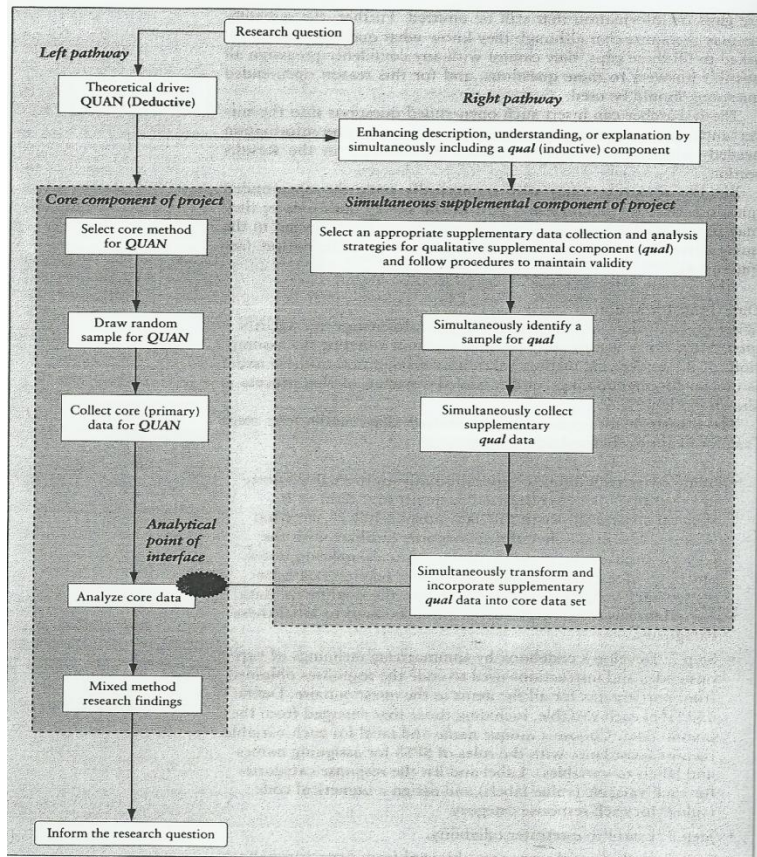 Research question
Left pathway
Theoretical drive:
QUAN (Deductive)
Right pathway
Enhancing description, understanding, or explanation by
simultaneously including a qual (inductive) component
Core component of project
Select core method
for QUAN
Draw random
sample for QUAN
Collect core (primary)
data for QUAN
Analytical
point of
interface
Analyze core data
Mixed method
research findings
Simultaneous supplemental component of project
Select an appropriate supplementary data collection and analysis
strategies for qualitative supplemental component (qual)
and follow procedures to maintain validity
Simultaneously identify a
sample for qual
Simultaneously collect
supplementary
qual data
Simultaneously transform and
incorporate supplementary
qual data into core data set
Inform the research question